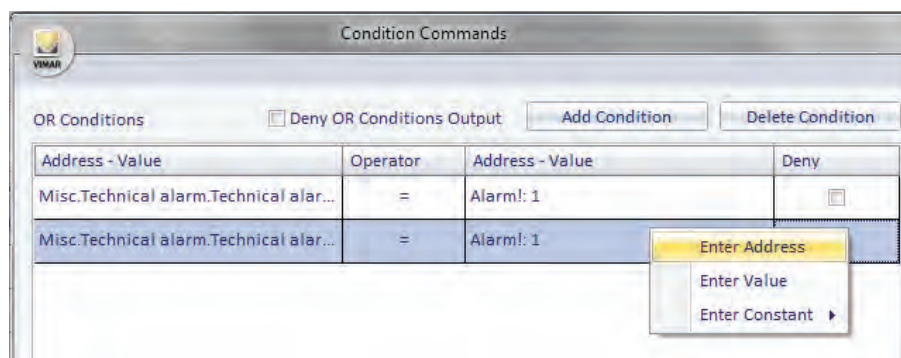 Condition Commands
VIMAR
OR Conditions Deny OR Conditions Output Add Condition Delete Condition
Address - Value Operator Address - Value Deny
Misc.Technical alarm.Technical alar... = Alarm!: 1
Misc.Technical alarm.Technical alar... = Alarm!: 1
Enter Address
Enter Value
Enter Constant